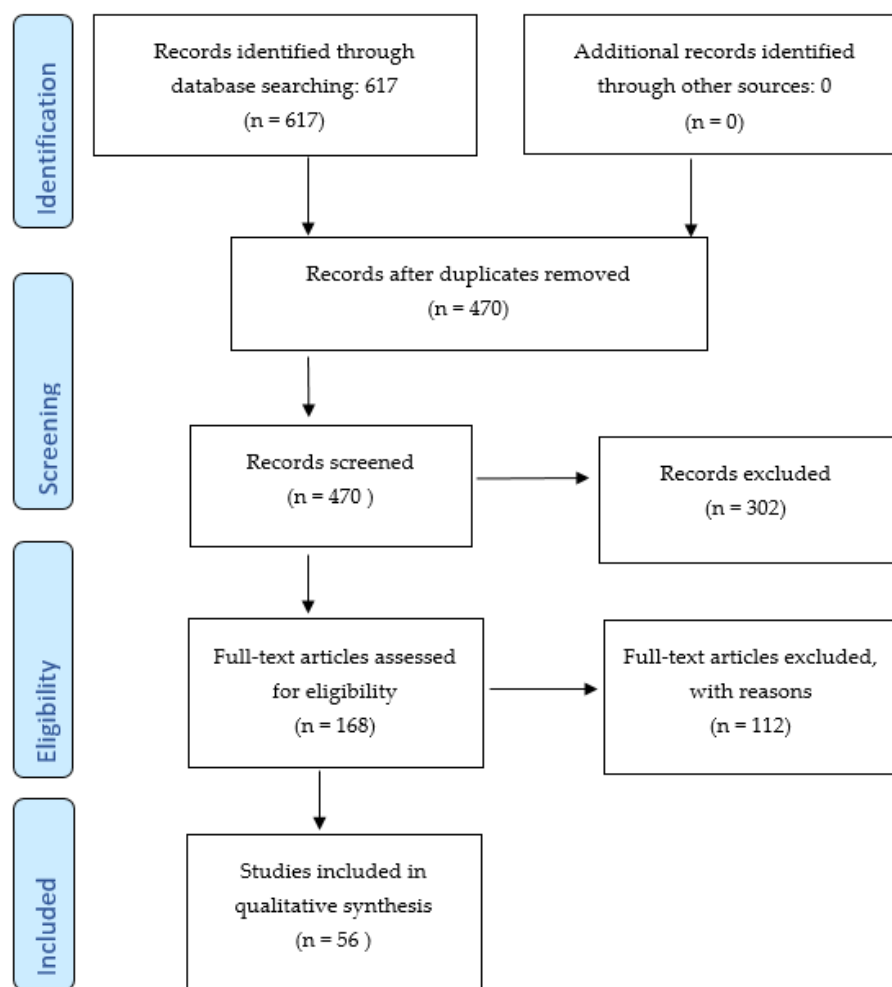 Identification
Records identified through
database searching: 617
(n = 617)
Additional records identified
through other sources: 0
(n = 0)
Records after duplicates removed
(n = 470)
Screening
Records screened
(n = 470 )
Records excluded
(n = 302)
Eligibility
Full-text articles assessed
for eligibility
(n = 168)
Full-text articles excluded,
with reasons
(n = 112)
Included
Studies included in
qualitative synthesis
(n = 56 )